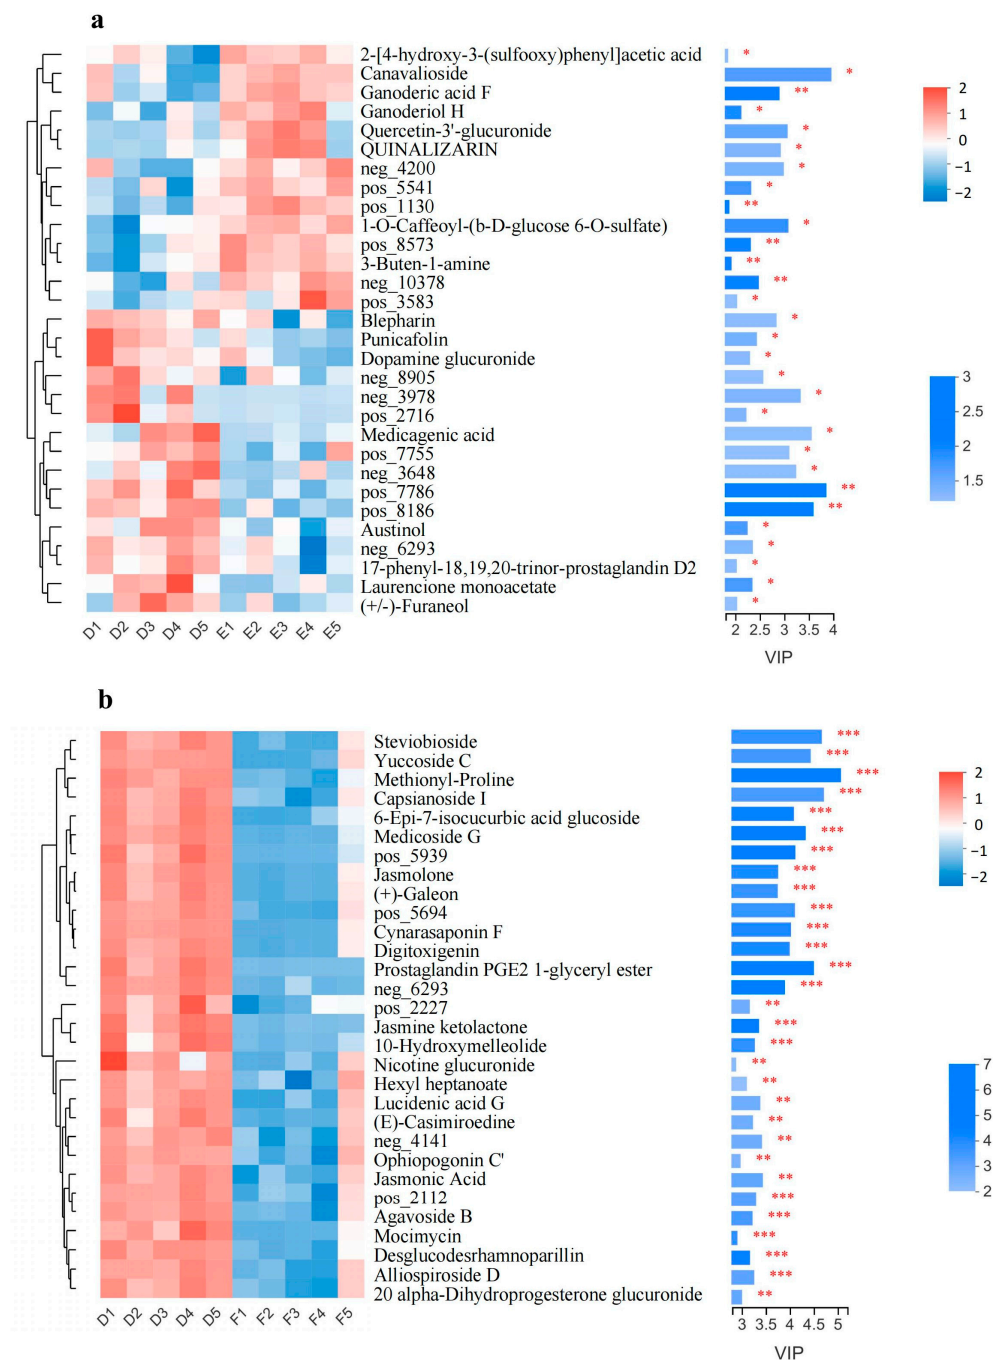 a
2-[4-hydroxy-3-(sulfooxy)phenyl]acetic acid *
Canavalioside *
Ganoderic acid F **
Ganoderiol H *
Quercetin-3'-glucuronide *
QUINALIZARIN *
neg_4200 *
pos_5541 *
pos_1130 **
1-O-Caffeoyl-(b-D-glucose 6-O-sulfate) *
pos_8573 **
3-Buten-1-amine **
neg_10378 **
pos_3583 *
Blepharin *
Punicafolin *
Dopamine glucuronide *
neg_8905 *
neg_3978 *
pos_2716 *
Medicagenic acid *
pos_7755 *
neg_3648 *
pos_7786 **
pos_8186 **
Austinol *
neg_6293 *
17-phenyl-18,19,20-trinor-prostaglandin D2 *
Laurencione monoacetate *
(+/-)-Furaneol *
D1 D2 D3 D4 D5 E1 E2 E3 E4 E5
2 2.5 3 3.5 4
VIP
2
1
0
−1
−2
3
2.5
2
1.5
b
Steviobioside ***
Yuccoside C ***
Methionyl-Proline ***
Capsianoside I ***
6-Epi-7-isocucurbic acid glucoside ***
Medicoside G ***
pos_5939 ***
Jasmolone ***
(+)-Galeon ***
pos_5694 ***
Cynarasaponin F ***
Digitoxigenin ***
Prostaglandin PGE2 1-glyceryl ester ***
neg_6293 ***
pos_2227 **
Jasmine ketolactone ***
10-Hydroxymelleolide ***
Nicotine glucuronide **
Hexyl heptanoate **
Lucidenic acid G **
(E)-Casimiroedine **
neg_4141 **
Ophiopogonin C' **
Jasmonic Acid **
pos_2112 ***
Agavoside B ***
Mocimycin ***
Desglucodesrhamnoparillin ***
Alliospiroside D ***
20 alpha-Dihydroprogesterone glucuronide **
D1 D2 D3 D4 D5 F1 F2 F3 F4 F5
3 3.5 4 4.5 5
VIP
2
1
0
−1
−2
7
6
5
4
3
2